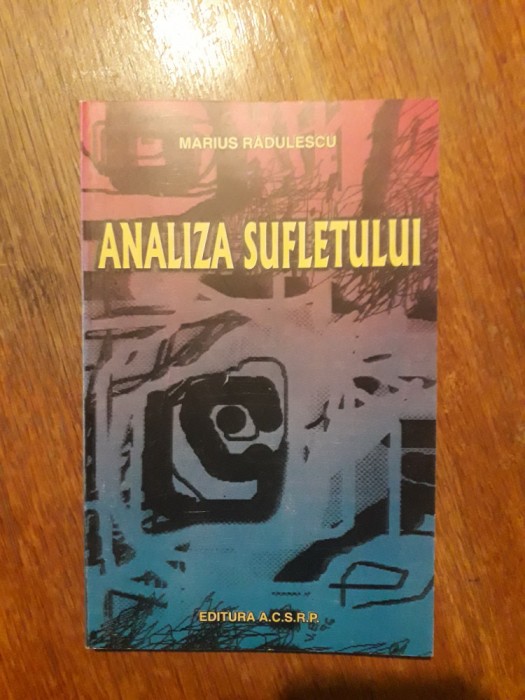 MARIUS RĂDULESCU
ANALIZA SUFLETULUI
EDITURA A.C.S.R.P.